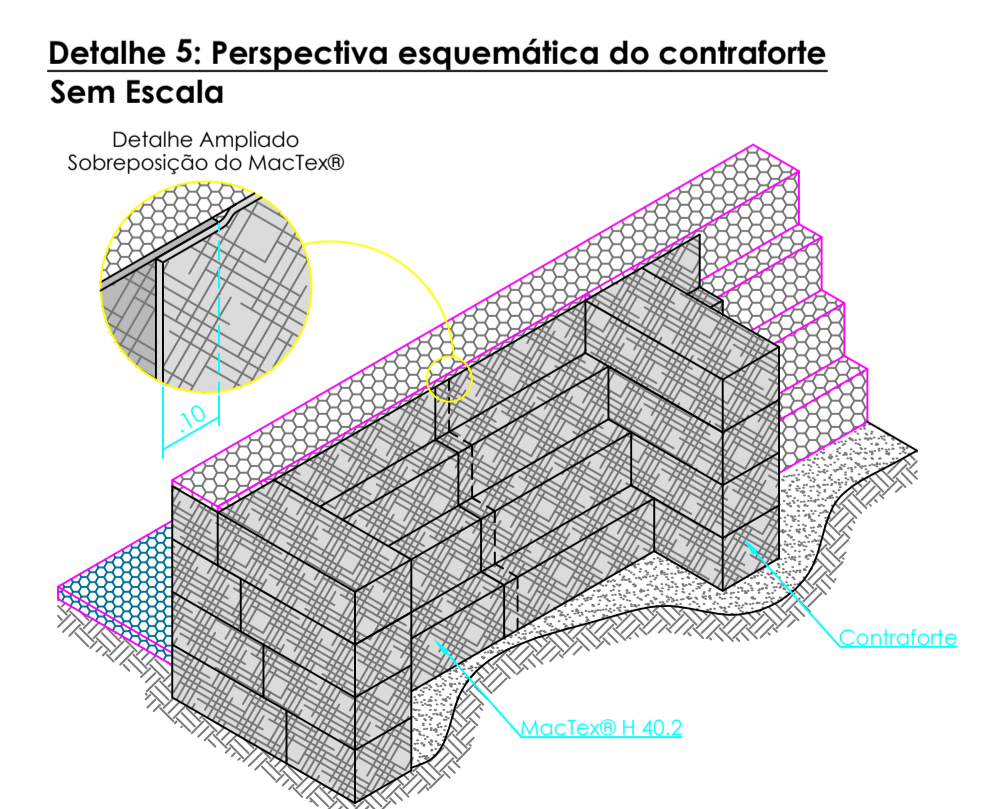 Detalhe 5: Perspectiva esquemática do contraforte
Sem Escala
Detalhe Ampliado
Sobreposição do MacTex®
.10
Contraforte
MacTex® H 40.2